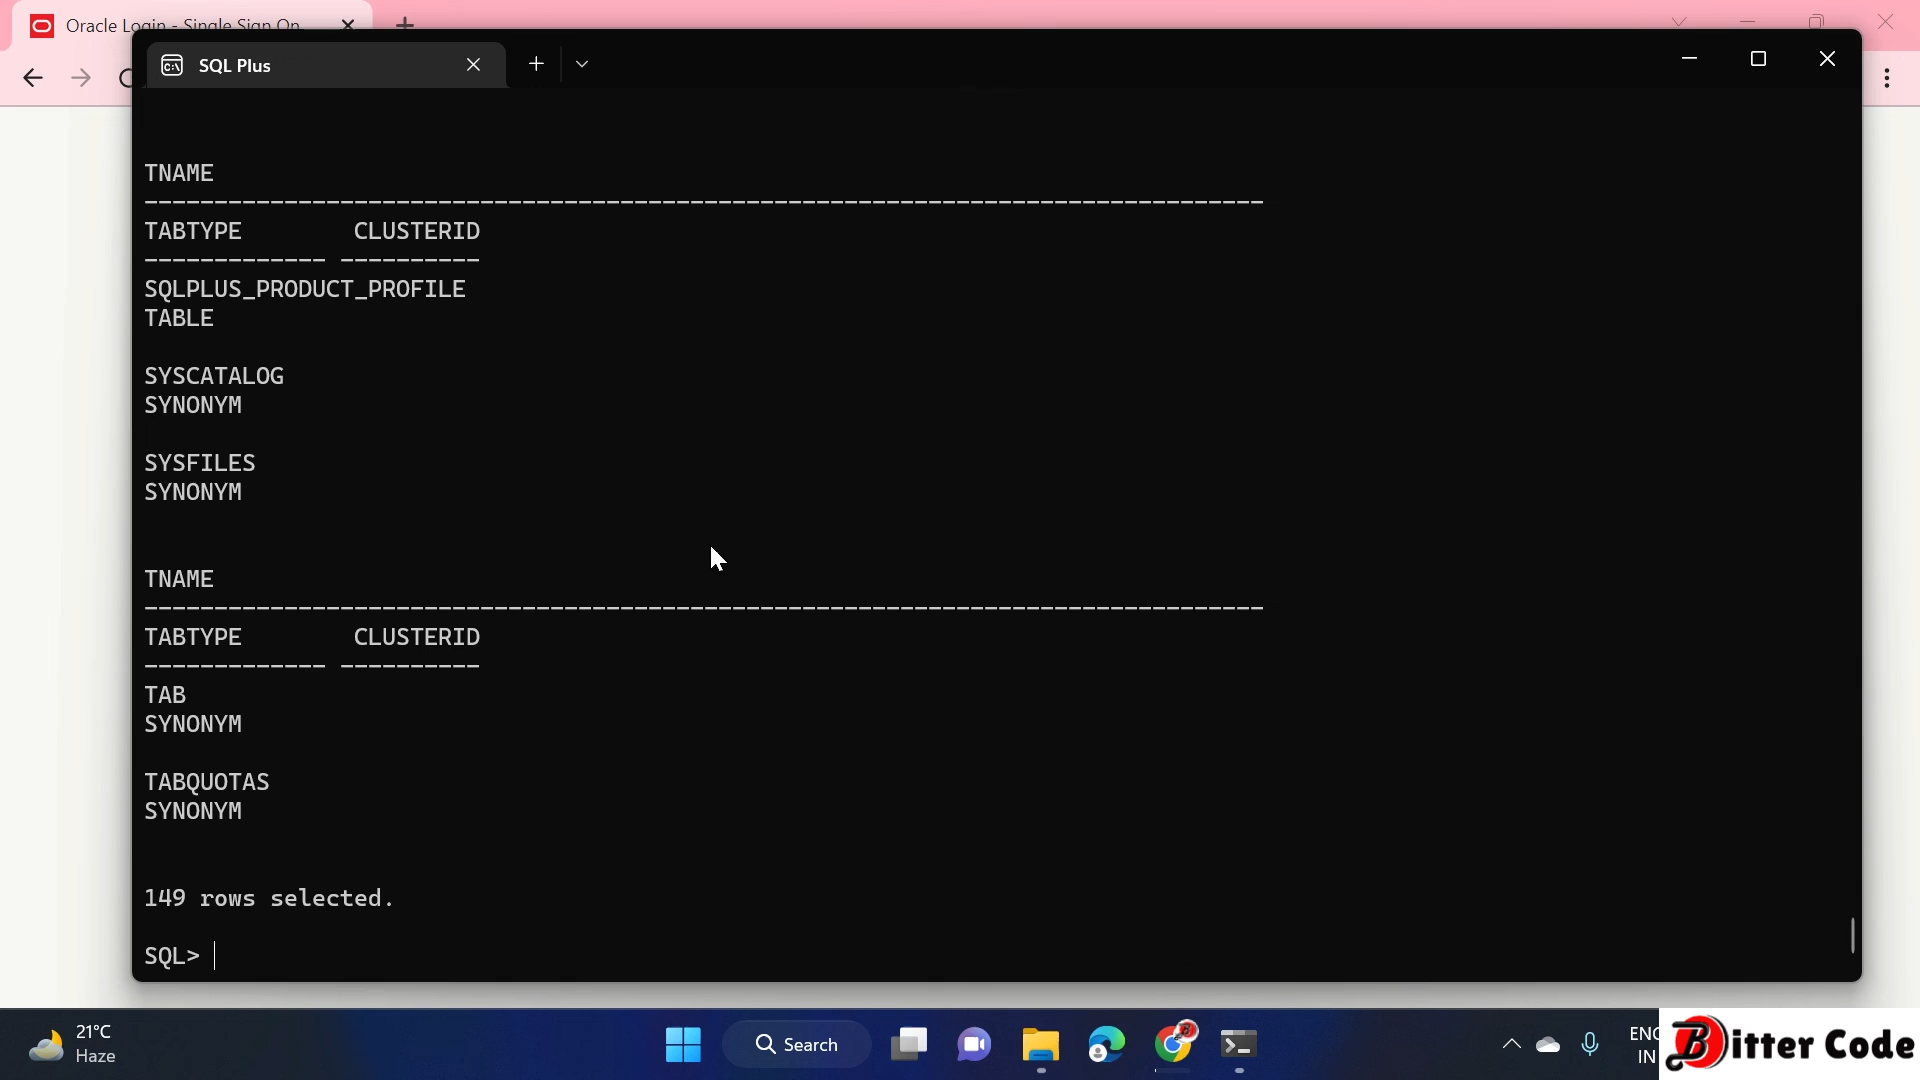 Oracle Login - Single Sign On
SQL Plus
TNAME
--------------------------------------------------------------------------------
TABTYPE        CLUSTERID
------------- ----------
SQLPLUS_PRODUCT_PROFILE
TABLE
SYSCATALOG
SYNONYM
SYSFILES
SYNONYM
TNAME
--------------------------------------------------------------------------------
TABTYPE        CLUSTERID
------------- ----------
TAB
SYNONYM
TABQUOTAS
SYNONYM
149 rows selected.
SQL>
21°C
Haze
Search
ENG
IN
Bitter Code